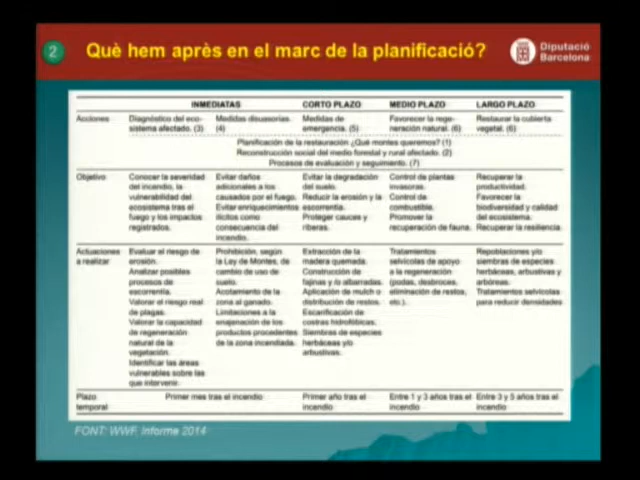 2 Què hem après en el marc de la planificació? Diputació
Barcelona
INMEDIATAS CORTO PLAZO MEDIO PLAZO LARGO PLAZO
Acciones Diagnóstico del eco- Medidas disuasorias. Medidas de Favorecer la rege- Restaurar la cubierta
sistema afectado. (3) (4) emergencia. (5) neración natural. (6) vegetal. (6)
Planificación de la restauración ¿Qué montes queremos? (1)
Reconstrucción social del medio forestal y rural afectado. (2)
Procesos de evaluación y seguimiento. (7)
Objetivo Conocer la severidad Evitar daños Evitar la degradación Control de plantas Recuperar la
del incendio, la adicionales a los del suelo. invasoras. productividad.
vulnerabilidad del causados por el fuego. Reducir la erosión y la Control de Favorecer la
ecosistema tras el Evitar enriquecimientos escorrentía. combustible. biodiversidad y calidad
fuego y los impactos ilícitos como Proteger cauces y Promover la del ecosistema.
registrados. consecuencia del riberas. recuperación de fauna. Recuperar la resiliencia.
incendio.
Actuaciones Evaluar el riesgo de Prohibición, según Extracción de la Tratamientos Repoblaciones y/o
a realizar erosión. la Ley de Montes, de madera quemada. selvícolas de apoyo siembras de especies
Analizar posibles cambio de uso de Construcción de a la regeneración herbáceas, arbustivas y
procesos de suelo. fajinas y /o albarradas. (podas, desbroces, arbóreas.
escorrentía. Acotamiento de la Aplicación de mulch o eliminación de restos, Tratamientos selvícolas
Valorar el riesgo real zona al ganado. distribución de restos. etc.). para reducir densidades
de plagas. Limitaciones a la Escarificación de
Valorar la capacidad enajenación de los costras hidrofóbicas.
de regeneración productos procedentes Siembras de especies
natural de la de la zona incendiada. herbáceas y/o
vegetación. arbustivas.
Identificar las áreas
vulnerables sobre las
que intervenir.
Plazo Primer mes tras el incendio Primer año tras el Entre 1 y 3 años tras el Entre 3 y 5 años tras el
temporal incendio incendio incendio
FONT: WWF, Informe 2014